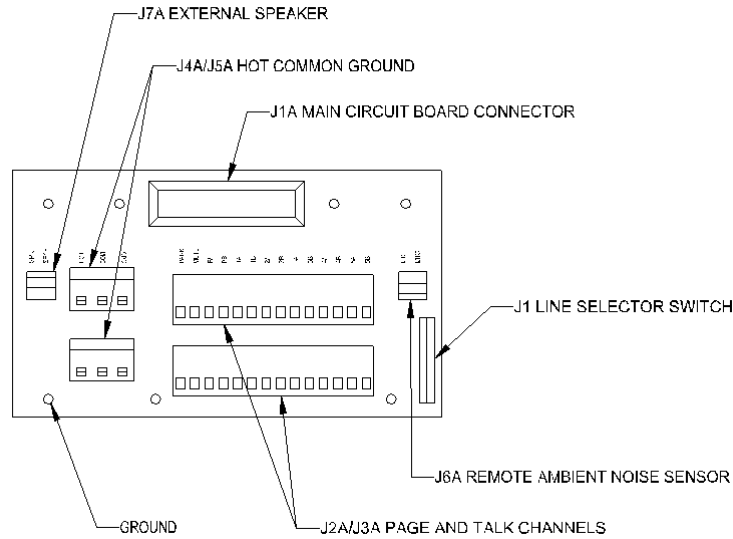 J7A EXTERNAL SPEAKER
J4A/J5A HOT COMMON GROUND
J1A MAIN CIRCUIT BOARD CONNECTOR
J1 LINE SELECTOR SWITCH
J6A REMOTE AMBIENT NOISE SENSOR
GROUND
J2A/J3A PAGE AND TALK CHANNELS